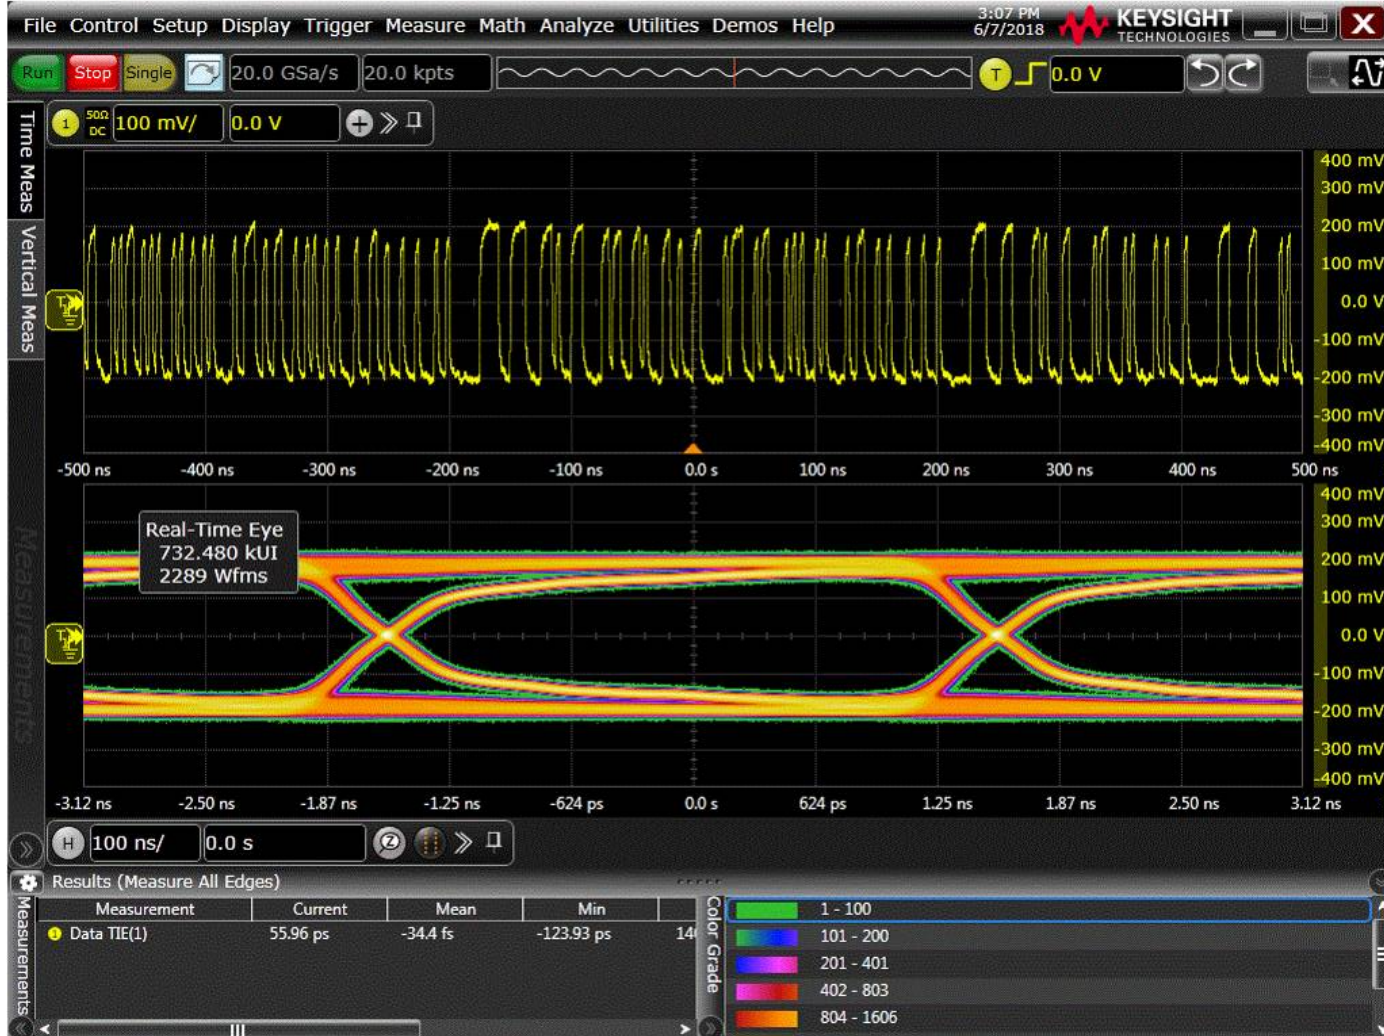 File Control Setup Display Trigger Measure Math Analyze Utilities Demos Help
3:07 PM
6/7/2018
KEYSIGHT
TECHNOLOGIES
X
Run Stop Single 20.0 GSa/s 20.0 kpts T 0.0 V
1 50Ω DC 100 mV/ 0.0 V
Time Meas
Vertical Meas
400 mV
300 mV
200 mV
100 mV
0.0 V
-100 mV
-200 mV
-300 mV
-400 mV
-500 ns -400 ns -300 ns -200 ns -100 ns 0.0 s 100 ns 200 ns 300 ns 400 ns 500 ns
Real-Time Eye
732.480 kUI
2289 Wfms
400 mV
300 mV
200 mV
100 mV
0.0 V
-100 mV
-200 mV
-300 mV
-400 mV
-3.12 ns -2.50 ns -1.87 ns -1.25 ns -624 ps 0.0 s 624 ps 1.25 ns 1.87 ns 2.50 ns 3.12 ns
Measurements
H 100 ns/ 0.0 s Z
Results (Measure All Edges)
Measurements
Measurement Current Mean Min
1 Data TIE(1) 55.96 ps -34.4 fs -123.93 ps
Color Grade
1 - 100
101 - 200
201 - 401
402 - 803
804 - 1606